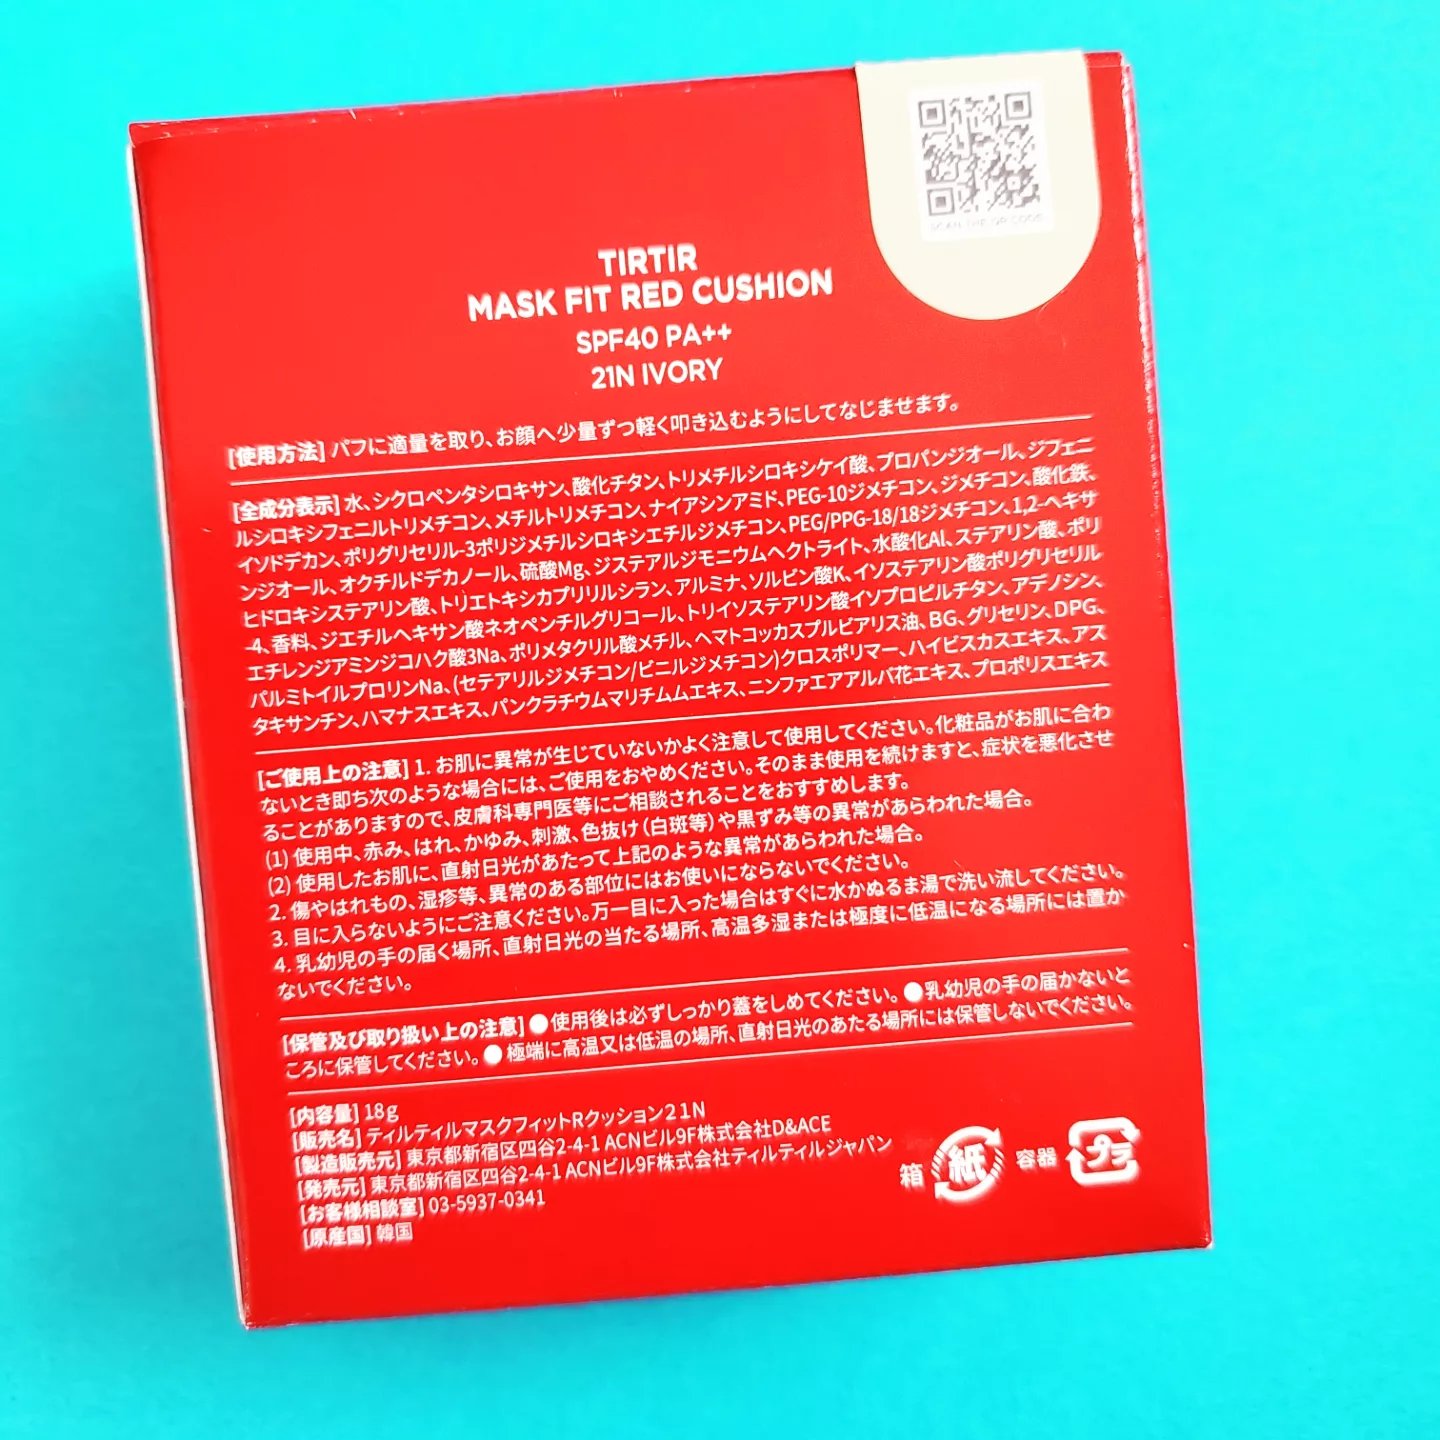 SCAN THE QR CODE
TIRTIR
MASK FIT RED CUSHION
SPF40 PA++
21N IVORY
[使用方法] パフに適量を取り、お顔へ少量ずつ軽く叩き込むようにしてなじませます。
[全成分表示] 水、シクロペンタシロキサン、酸化チタン、トリメチルシロキシケイ酸、プロパンジオール、ジフェニ
ルシロキシフェニルトリメチコン、メチルトリメチコン、ナイアシンアミド、PEG-10ジメチコン、ジメチコン、酸化鉄、
イソドデカン、ポリグリセリル-3ポリジメチルシロキシエチルジメチコン、PEG/PPG-18/18ジメチコン、1,2-ヘキサ
ンジオール、オクチルドデカノール、硫酸Mg、ジステアルジモニウムヘクトライト、水酸化Al、ステアリン酸、ポリ
ヒドロキシステアリン酸、トリエトキシカプリリルシラン、アルミナ、ソルビン酸K、イソステアリン酸ポリグリセリル
-4、香料、ジエチルヘキサン酸ネオペンチルグリコール、トリイソステアリン酸イソプロピルチタン、アデノシン、
エチレンジアミンジコハク酸3Na、ポリメタクリル酸メチル、ヘマトコッカスプルビアリス油、BG、グリセリン、DPG、
パルミトイルプロリンNa、(セテアリルジメチコン/ビニルジメチコン)クロスポリマー、ハイビスカスエキス、アス
タキサンチン、ハマナスエキス、パンクラチウムマリチムムエキス、ニンファエアアルバ花エキス、プロポリスエキス
[ご使用上の注意] 1. お肌に異常が生じていないかよく注意して使用してください。化粧品がお肌に合わ
ないとき即ち次のような場合には、ご使用をおやめください。そのまま使用を続けますと、症状を悪化させ
ることがありますので、皮膚科専門医等にご相談されることをおすすめします。
(1) 使用中、赤み、はれ、かゆみ、刺激、色抜け(白斑等)や黒ずみ等の異常があらわれた場合。
(2) 使用したお肌に、直射日光があたって上記のような異常があらわれた場合。
2. 傷やはれもの、湿疹等、異常のある部位にはお使いにならないでください。
3. 目に入らないようにご注意ください。万一目に入った場合はすぐに水かぬるま湯で洗い流してください。
4. 乳幼児の手の届く場所、直射日光の当たる場所、高温多湿または極度に低温になる場所には置か
ないでください。
[保管及び取り扱い上の注意] ●使用後は必ずしっかり蓋をしめてください。●乳幼児の手の届かないと
ころに保管してください。● 極端に高温又は低温の場所、直射日光のあたる場所には保管しないでください。
[内容量] 18g
[販売名] ティルティルマスクフィットRクッション21N
[製造販売元] 東京都新宿区四谷2-4-1 ACNビル9F株式会社D&ACE
[発売元] 東京都新宿区四谷2-4-1 ACNビル9F株式会社ティルティルジャパン
[お客様相談室] 03-5937-0341
[原産国] 韓国
箱 紙 容器 プラ